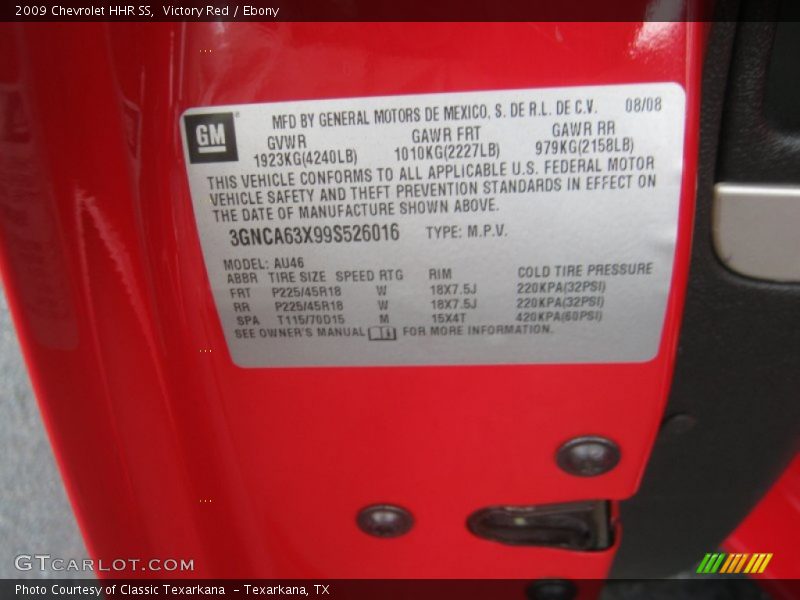 2009 Chevrolet HHR SS, Victory Red / Ebony
GM
MFD BY GENERAL MOTORS DE MEXICO, S. DE R.L. DE C.V. 08/08
GVWR GAWR FRT GAWR RR
1923KG(4240LB) 1010KG(2227LB) 979KG(2158LB)
THIS VEHICLE CONFORMS TO ALL APPLICABLE U.S. FEDERAL MOTOR
VEHICLE SAFETY AND THEFT PREVENTION STANDARDS IN EFFECT ON
THE DATE OF MANUFACTURE SHOWN ABOVE.
3GNCA63X99S526016 TYPE: M.P.V.
MODEL: AU46
ABBR TIRE SIZE SPEED RTG RIM COLD TIRE PRESSURE
FRT P225/45R18 W 18X7.5J 220KPA(32PSI)
RR P225/45R18 W 18X7.5J 220KPA(32PSI)
SPA T115/70D15 M 15X4T 420KPA(60PSI)
SEE OWNER'S MANUAL FOR MORE INFORMATION.
GTCARLOT.COM
Photo Courtesy of Classic Texarkana - Texarkana, TX